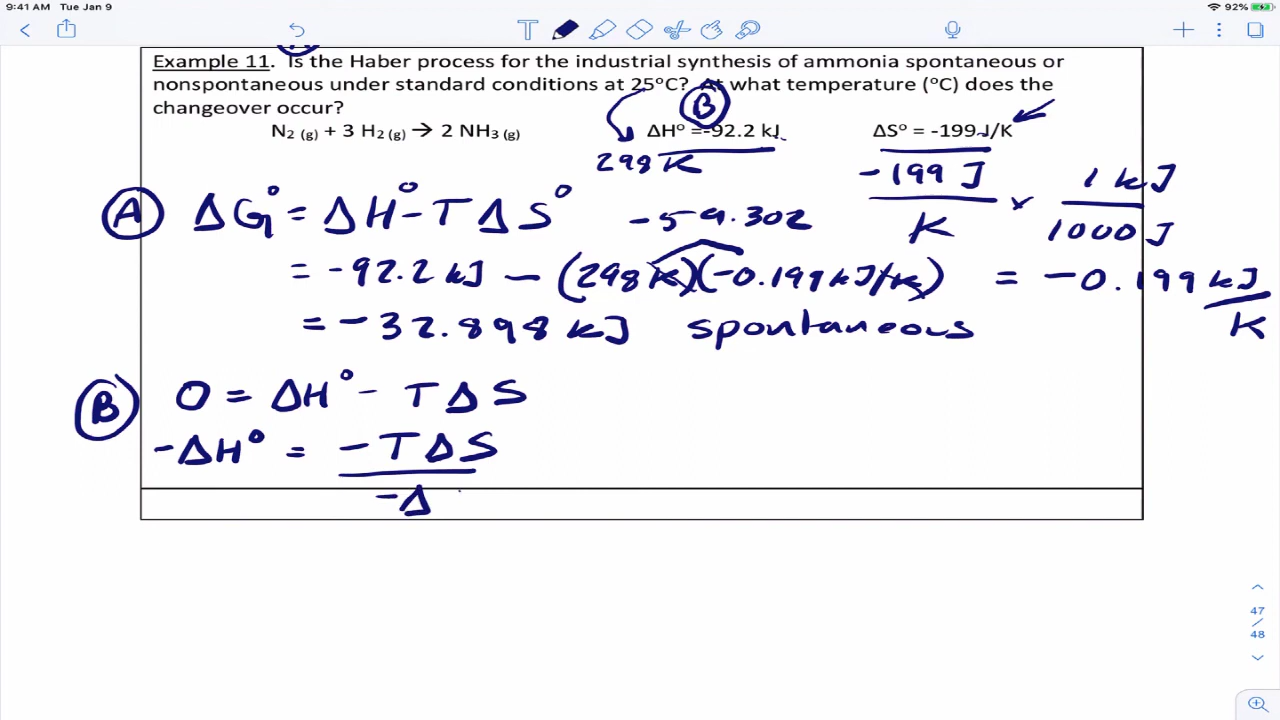 9:41 AM Tue Jan 9
92%
Example 11. Is the Haber process for the industrial synthesis of ammonia spontaneous or
nonspontaneous under standard conditions at 25°C? At what temperature (°C) does the
changeover occur?
B
N2 (g) + 3 H2 (g) → 2 NH3 (g)
ΔH° = -92.2 kJ
ΔS° = -199 J/K
298 K
-199 J / K × 1 kJ / 1000 J
A ΔG° = ΔH° - TΔS°
-59.302
= -92.2 kJ - (298 K)(-0.199 kJ/K)
= -0.199 kJ / K
= -32.898 kJ spontaneous
B 0 = ΔH° - TΔS
-ΔH° = -TΔS
-Δ
47
/
48